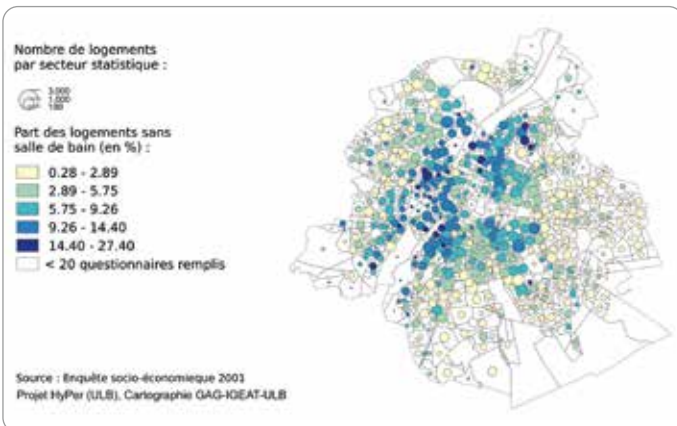 Nombre de logements
par secteur statistique :
3.000
1.000
100
Part des logements sans
salle de bain (en %) :
0.28 - 2.89
2.89 - 5.75
5.75 - 9.26
9.26 - 14.40
14.40 - 27.40
< 20 questionnaires remplis
Source : Enquête socio-économieque 2001
Projet HyPer (ULB), Cartographie GAG-IGEAT-ULB